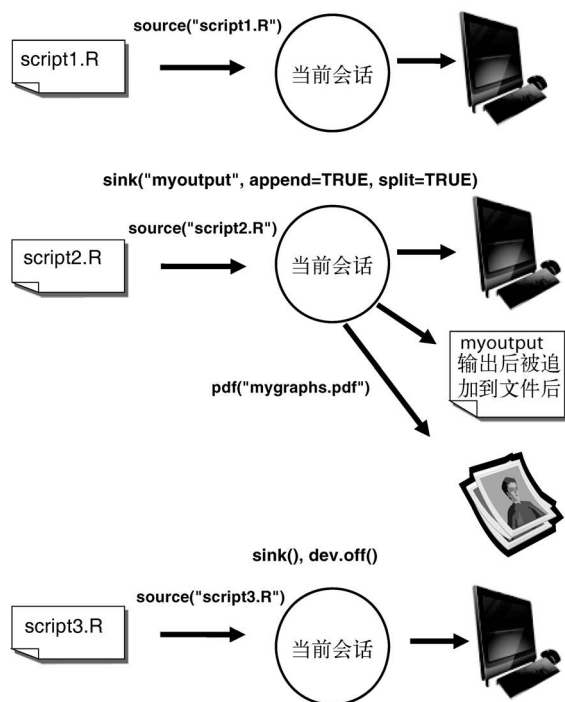 source("script1.R")
script1.R
当前会话
sink("myoutput", append=TRUE, split=TRUE)
source("script2.R")
script2.R
当前会话
myoutput
输出后被追
加到文件后
pdf("mygraphs.pdf")
sink(), dev.off()
source("script3.R")
script3.R
当前会话